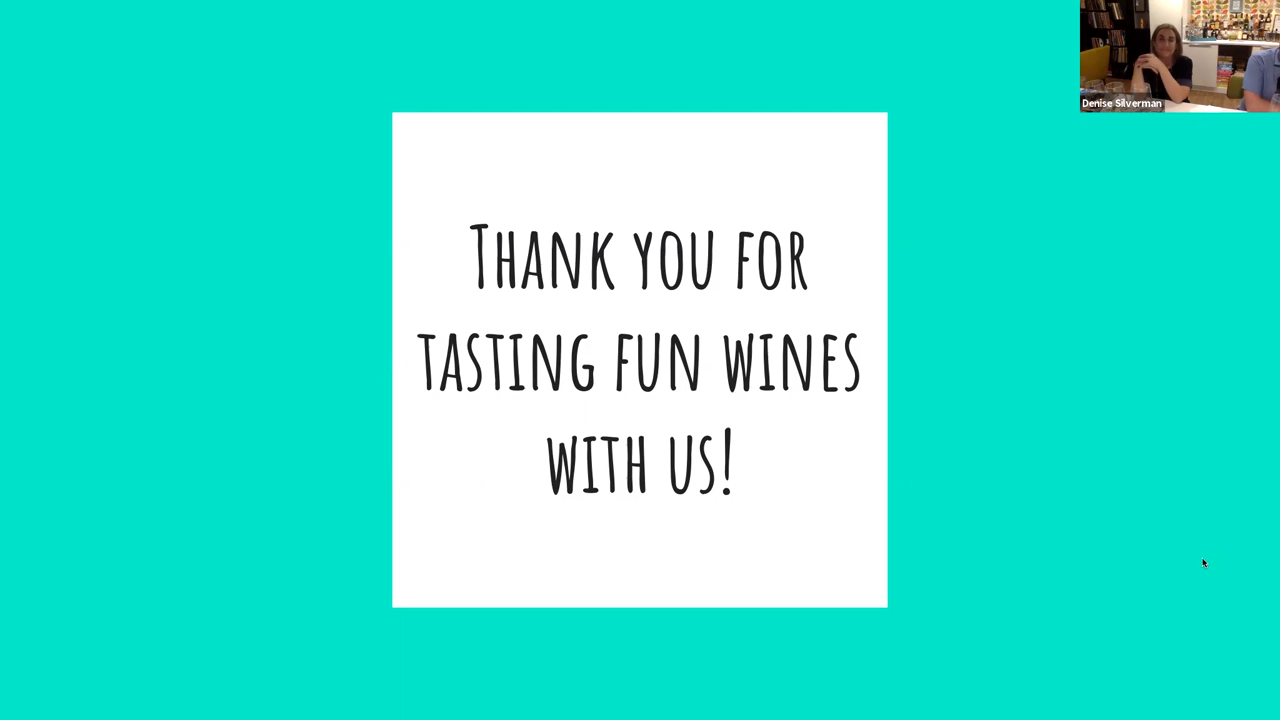 Denise Silverman
Thank you for
tasting fun wines
with us!